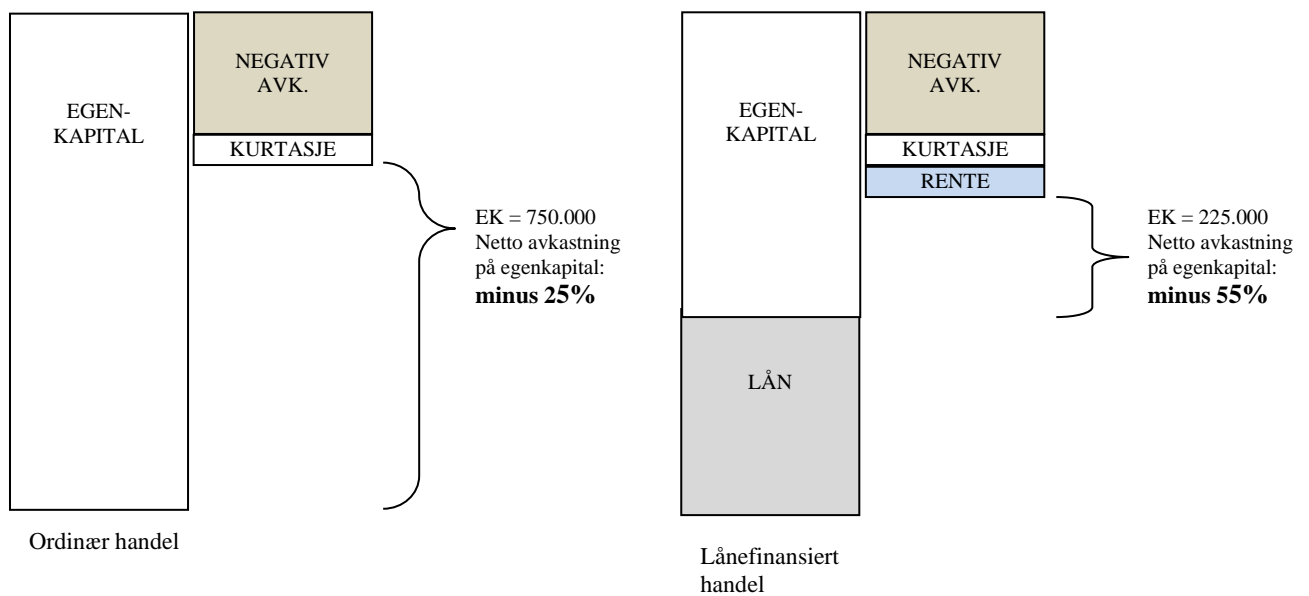 EGEN-
KAPITAL
NEGATIV
AVK.
KURTASJE
EK = 750.000
Netto avkastning
på egenkapital:
minus 25%
Ordinær handel
EGEN-
KAPITAL
LÅN
NEGATIV
AVK.
KURTASJE
RENTE
EK = 225.000
Netto avkastning
på egenkapital:
minus 55%
Lånefinansiert
handel